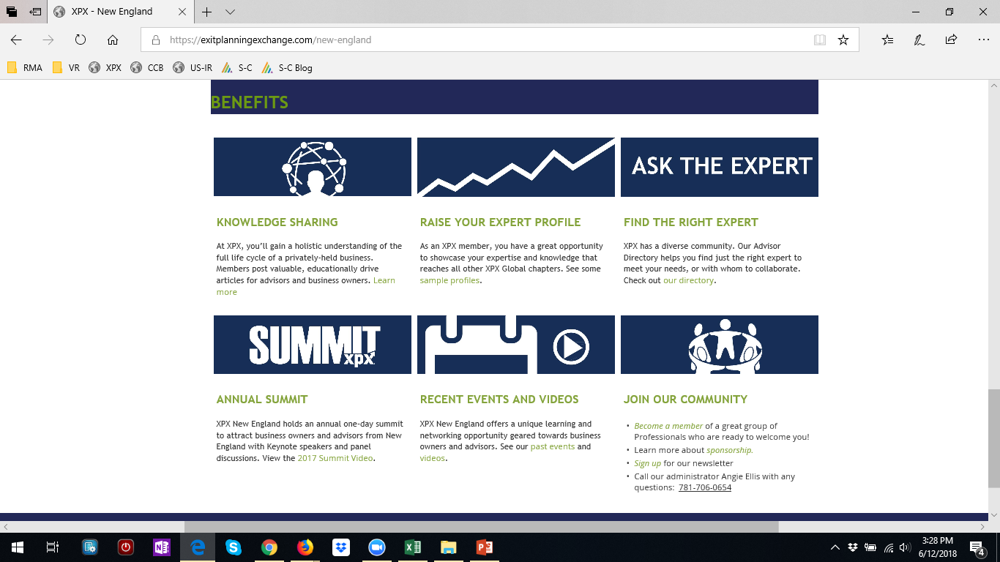 XPX - New England
https://exitplanningexchange.com/new-england
RMA
VR
XPX
CCB
US-IR
S-C
S-C Blog
BENEFITS
ASK THE EXPERT
KNOWLEDGE SHARING
At XPX, you'll gain a holistic understanding of the
full life cycle of a privately-held business.
Members post valuable, educationally drive
articles for advisors and business owners. Learn
more
RAISE YOUR EXPERT PROFILE
As an XPX member, you have a great opportunity
to showcase your expertise and knowledge that
reaches all other XPX Global chapters. See some
sample profiles.
FIND THE RIGHT EXPERT
XPX has a diverse community. Our Advisor
Directory helps you find just the right expert to
meet your needs, or with whom to collaborate.
Check out our directory.
SUMMIT
xpx
ANNUAL SUMMIT
XPX New England holds an annual one-day summit
to attract business owners and advisors from New
England with Keynote speakers and panel
discussions. View the 2017 Summit Video.
RECENT EVENTS AND VIDEOS
XPX New England offers a unique learning and
networking opportunity geared towards business
owners and advisors. See our past events and
videos.
JOIN OUR COMMUNITY
• Become a member of a great group of
Professionals who are ready to welcome you!
• Learn more about sponsorship.
• Sign up for our newsletter
• Call our administrator Angie Ellis with any
questions: 781-706-0654
3:28 PM
6/12/2018
4